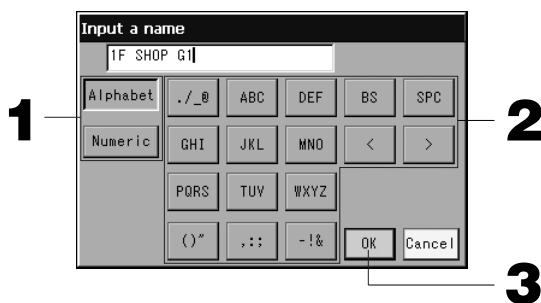 Input a name
1F SHOP G1
Alphabet ./_@ ABC DEF BS SPC
1 2
Numeric GHI JKL MNO < >
PQRS TUV WXYZ
()" ,:; -!& OK Cancel
3